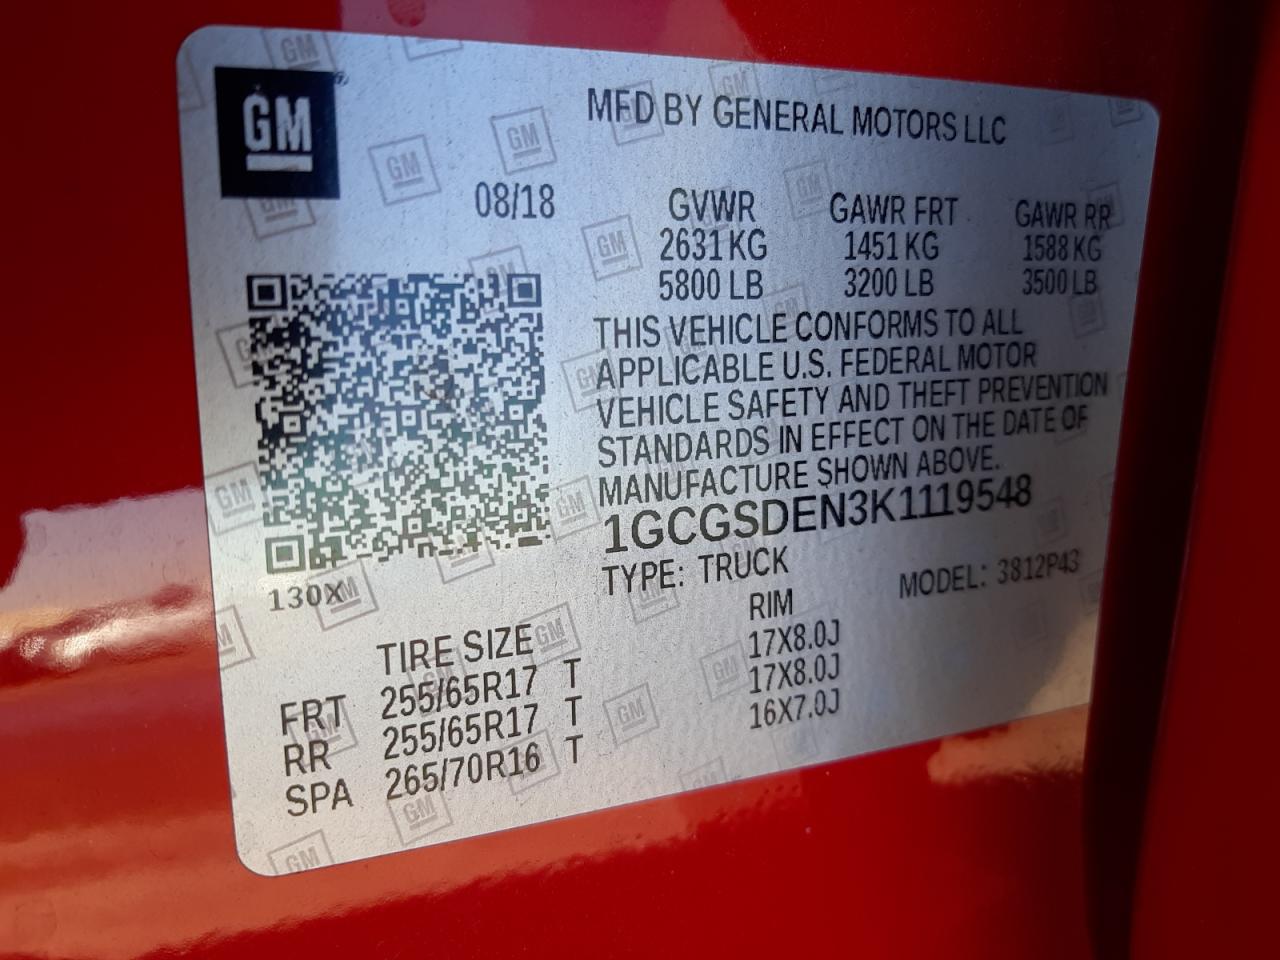 GM
MFD BY GENERAL MOTORS LLC
08/18
GVWR GAWR FRT GAWR RR
2631 KG 1451 KG 1588 KG
5800 LB 3200 LB 3500 LB
THIS VEHICLE CONFORMS TO ALL
APPLICABLE U.S. FEDERAL MOTOR
VEHICLE SAFETY AND THEFT PREVENTION
STANDARDS IN EFFECT ON THE DATE OF
MANUFACTURE SHOWN ABOVE.
1GCGSDEN3K1119548
TYPE: TRUCK MODEL: 3812P43
130X
TIRE SIZE RIM
FRT 255/65R17 T 17X8.0J
RR 255/65R17 T 17X8.0J
SPA 265/70R16 T 16X7.0J